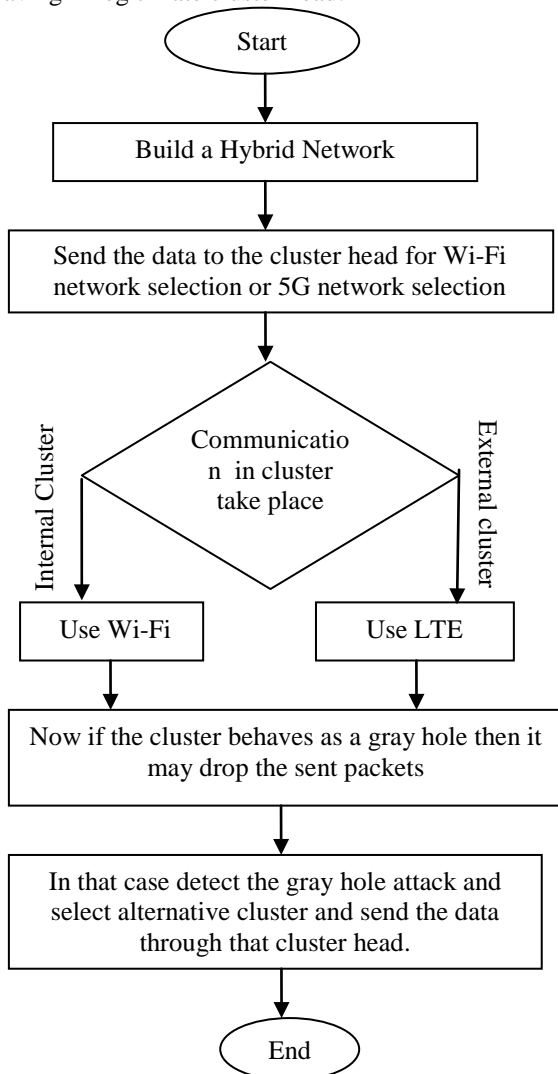 Start
Build a Hybrid Network
Send the data to the cluster head for Wi-Fi
network selection or 5G network selection
Communicatio
n in cluster
take place
Internal Cluster
External cluster
Use Wi-Fi
Use LTE
Now if the cluster behaves as a gray hole then it
may drop the sent packets
In that case detect the gray hole attack and
select alternative cluster and send the data
through that cluster head.
End